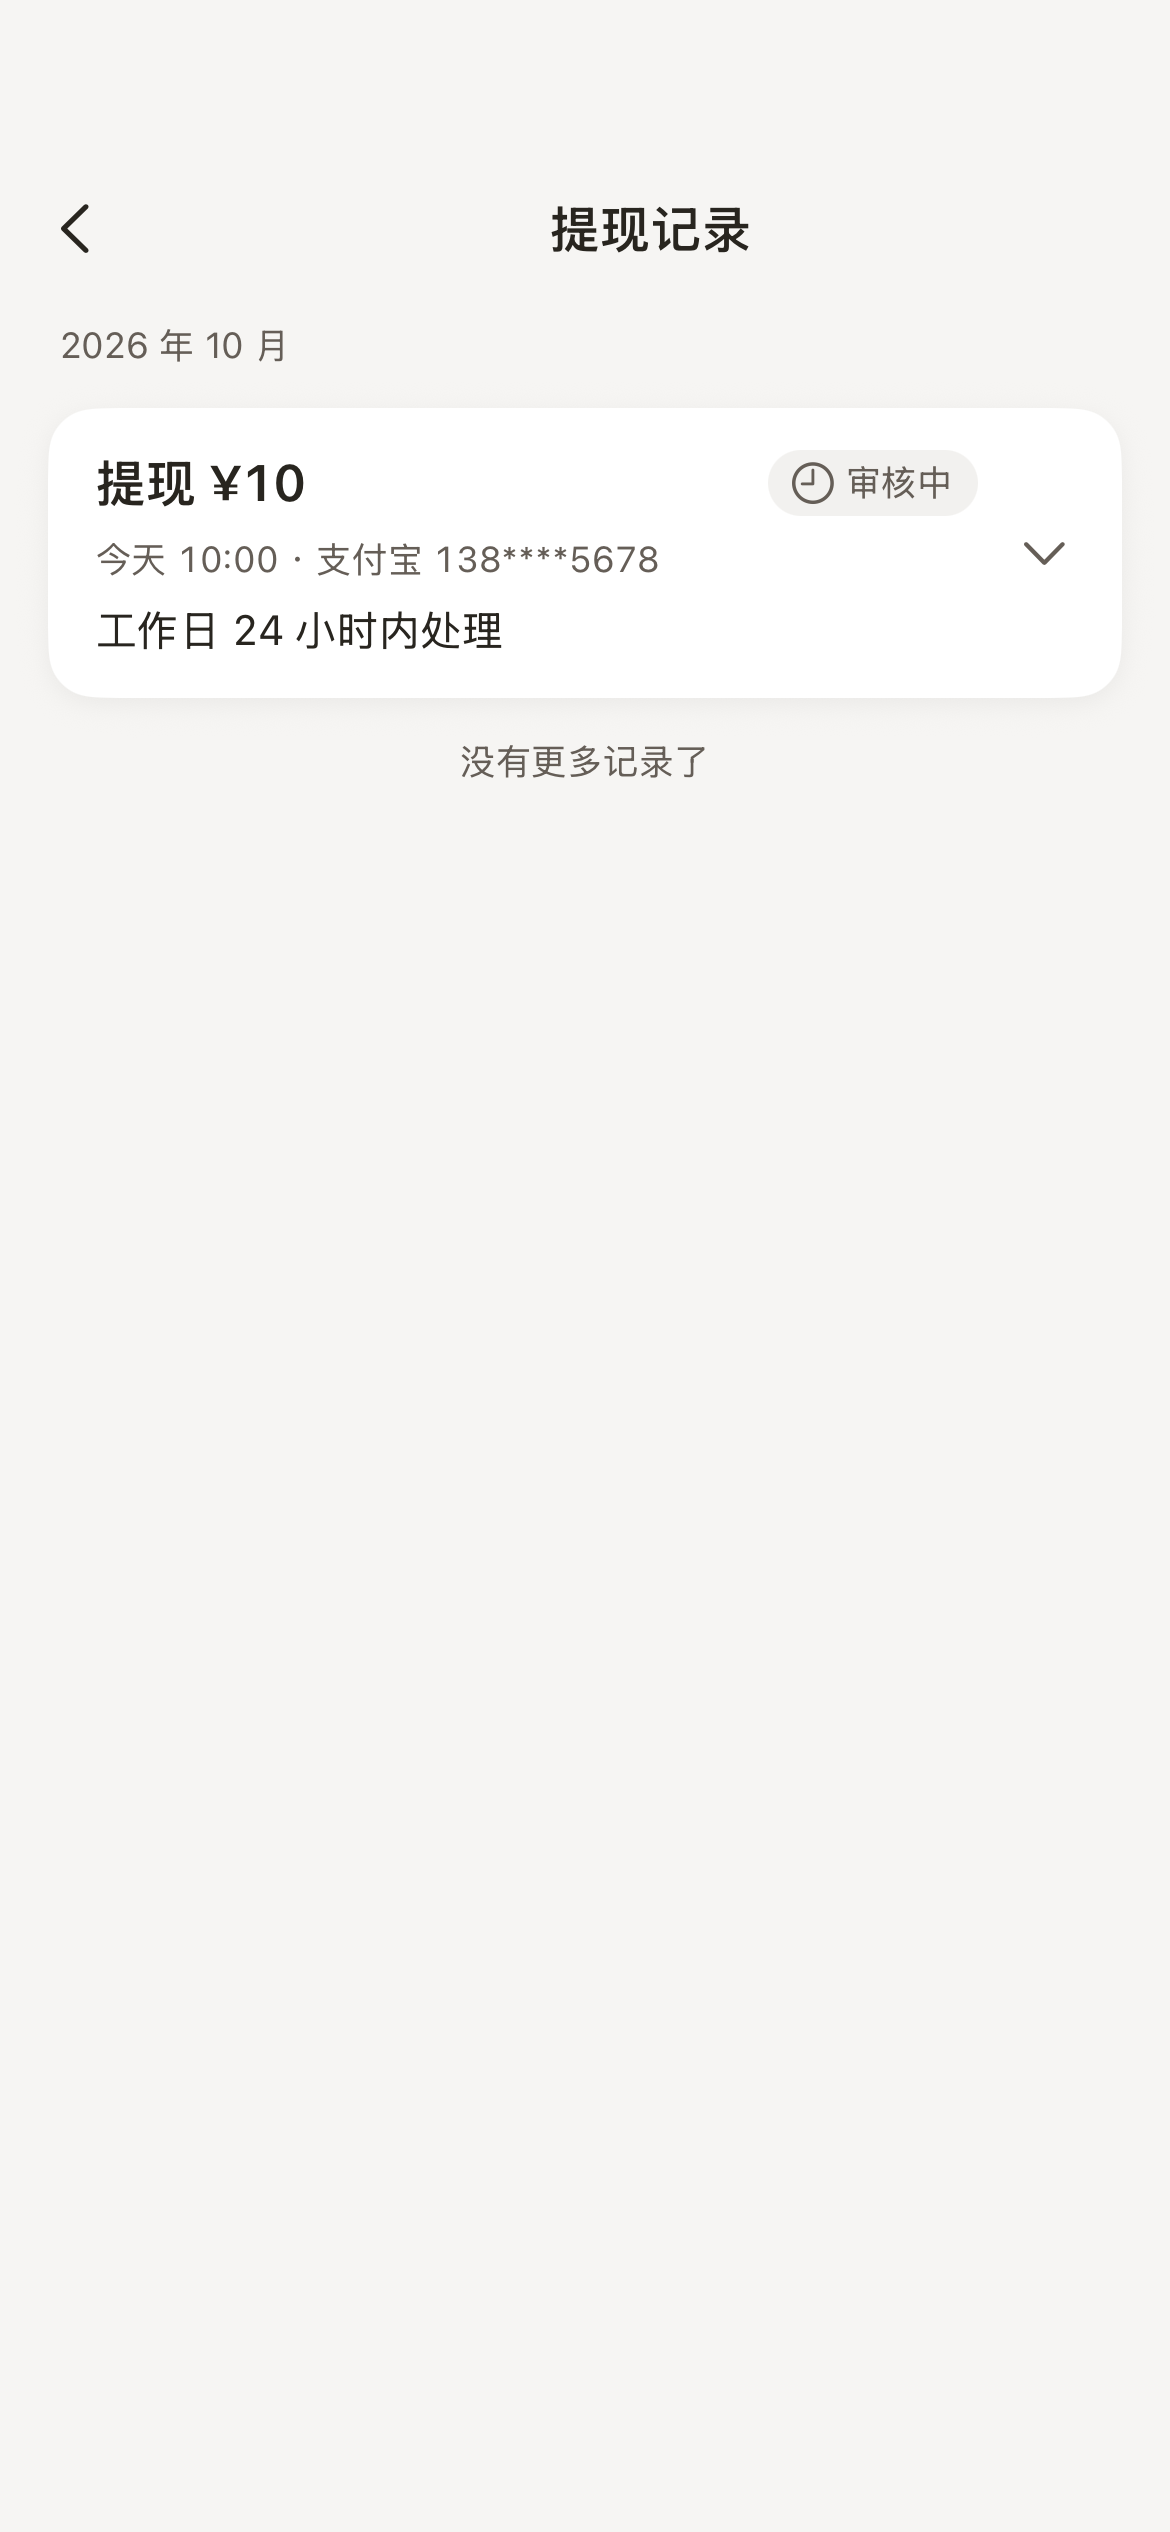 提现记录
2026 年 10 月
提现 ¥10
审核中
今天 10:00 · 支付宝 138****5678
工作日 24 小时内处理
没有更多记录了